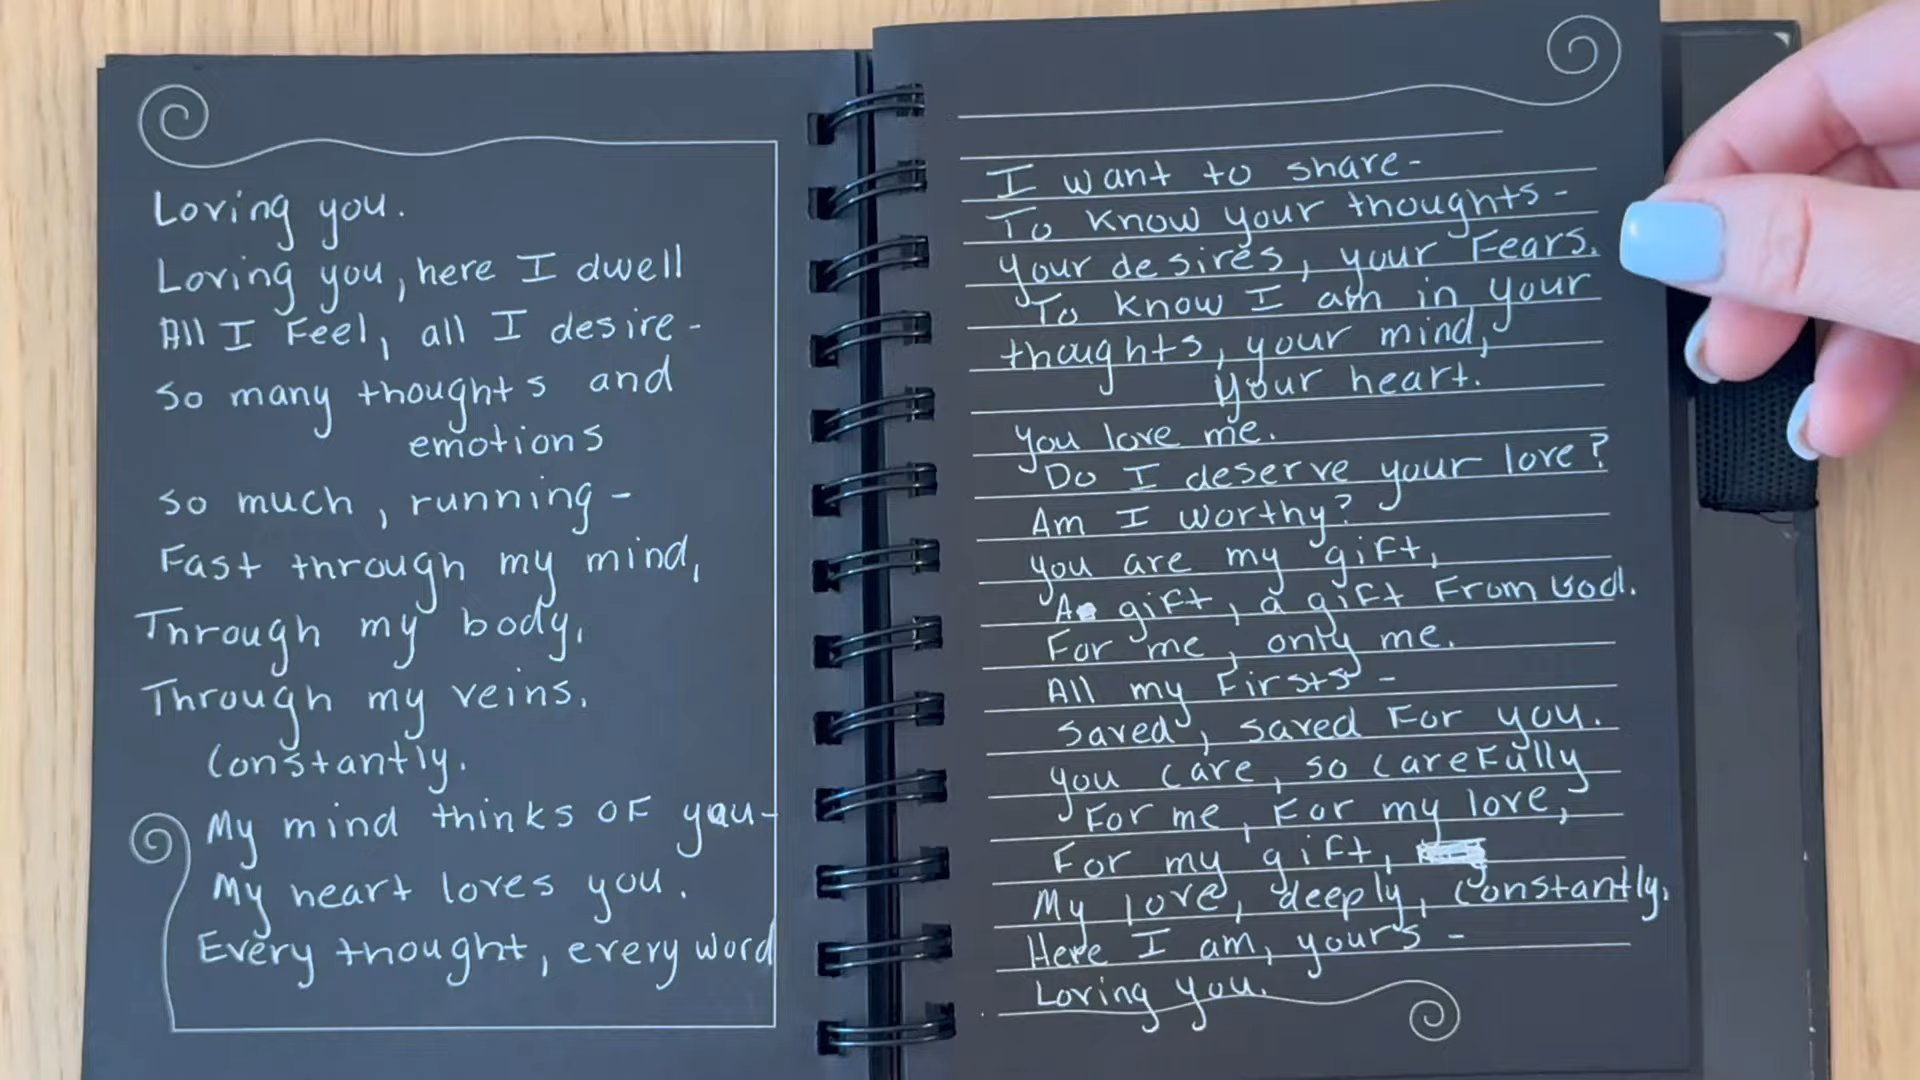 Loving you.
Loving you, here I dwell
All I Feel, all I desire-
so many thoughts and
emotions
so much, running-
Fast through my mind,
Through my body,
Through my veins.
Constantly.
My mind thinks OF you-
My heart loves you.
Every thought, every word
I want to share-
To know your thoughts-
your desires, your Fears.
To know I am in your
thoughts, your mind,
your heart.
you love me.
Do I deserve your love?
Am I worthy?
you are my giFt,
A giFt, a giFt From God.
For me, only me.
All my Firsts-
saved, saved For you.
you care, so careFully
For me, For my love,
For my giFt,
My love, deeply, constantly.
Here I am, yours-
Loving you.